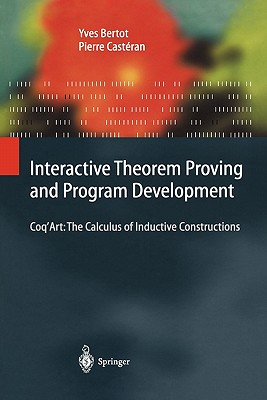 Yves Bertot
Pierre Castéran
Interactive Theorem Proving
and Program Development
Coq'Art: The Calculus of Inductive Constructions
Springer